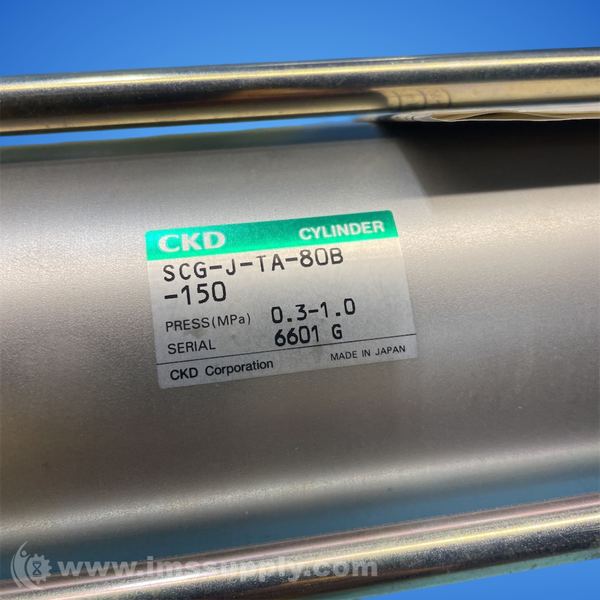 CKD CYLINDER
SCG-J-TA-80B
-150
PRESS(MPa) 0.3-1.0
SERIAL 6601 G
CKD Corporation MADE IN JAPAN
www.imssupply.com